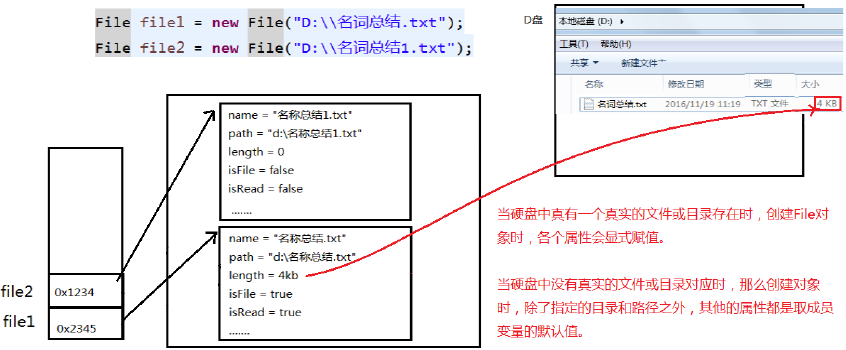 File file1 = new File("D:\\名词总结.txt");
File file2 = new File("D:\\名词总结1.txt");
D盘
本地磁盘 (D:)
工具(T) 帮助(H)
共享 新建文件
名称 修改日期 类型 大小
名词总结.txt 2016/11/19 11:19 TXT 文件 4 KB
name = "名称总结1.txt"
path = "d:\名称总结1.txt"
length = 0
isFile = false
isRead = false
.......
name = "名称总结.txt"
path = "d:\名称总结.txt"
length = 4kb
isFile = true
isRead = true
.......
file2 0x1234
file1 0x2345
当硬盘中真有一个真实的文件或目录存在时，创建File对
象时，各个属性会显式赋值。
当硬盘中没有真实的文件或目录对应时，那么创建对象
时，除了指定的目录和路径之外，其他的属性都是取成员
变量的默认值。